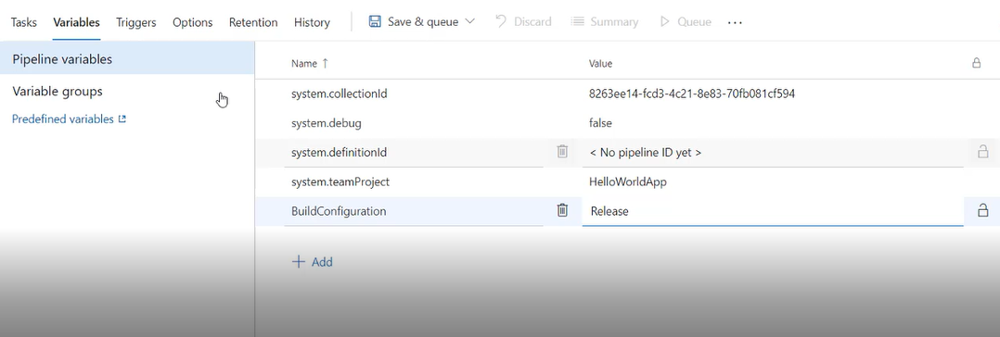 Tasks Variables Triggers Options Retention History Save & queue Discard Summary Queue ...
Pipeline variables
Variable groups
Predefined variables
Name ↑ Value
system.collectionId 8263ee14-fcd3-4c21-8e83-70fb081cf594
system.debug false
system.definitionId < No pipeline ID yet >
system.teamProject HelloWorldApp
BuildConfiguration Release
+ Add